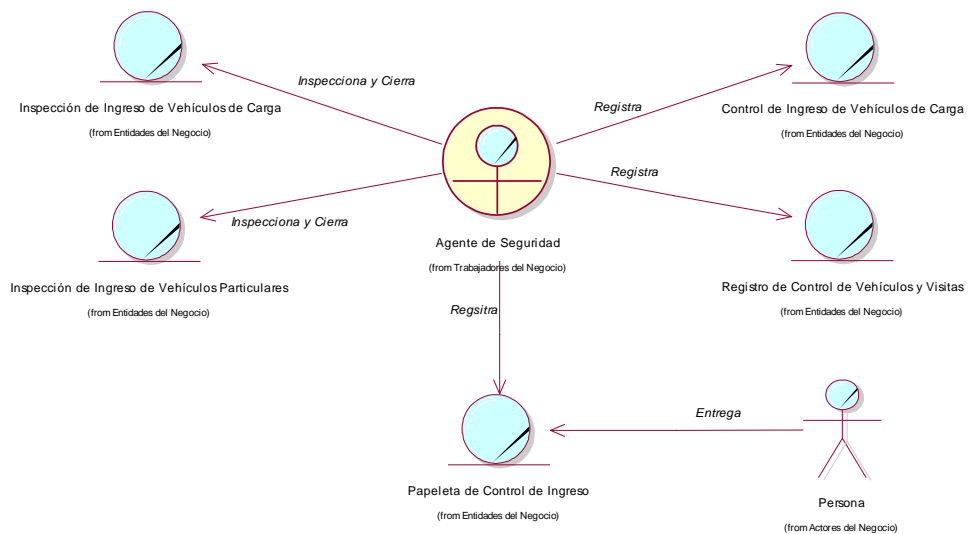 Inspecciona y Cierra
Inspección de Ingreso de Vehículos de Carga
(from Entidades del Negocio)
Registra
Control de Ingreso de Vehículos de Carga
(from Entidades del Negocio)
Registra
Inspecciona y Cierra
Agente de Seguridad
(from Trabajadores del Negocio)
Inspección de Ingreso de Vehículos Particulares
(from Entidades del Negocio)
Registro de Control de Vehículos y Visitas
(from Entidades del Negocio)
Regsitra
Entrega
Papeleta de Control de Ingreso
(from Entidades del Negocio)
Persona
(from Actores del Negocio)